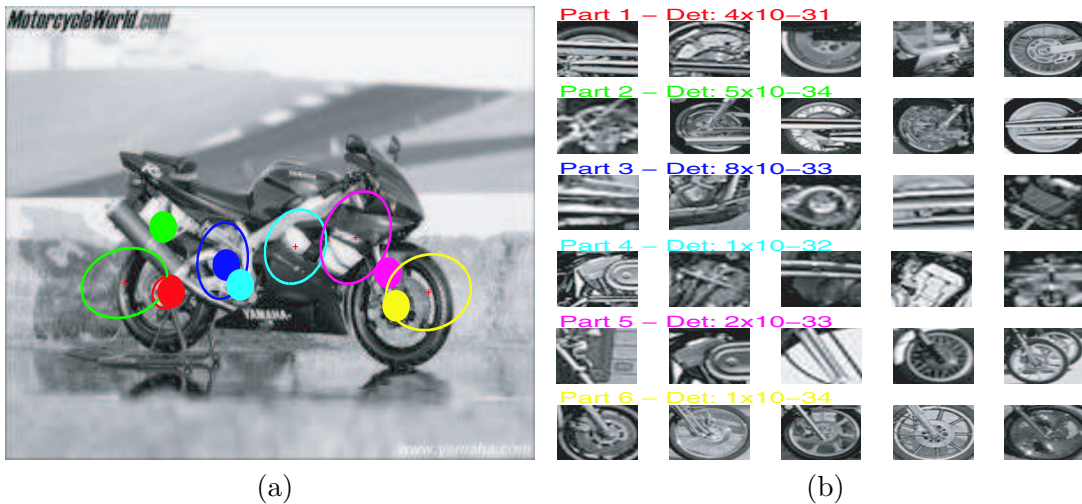 MotorcycleWorld.com
YAMAHA
www.yamaha.com
(a)
Part 1 – Det: 4x10–31
Part 2 – Det: 5x10–34
Part 3 – Det: 8x10–33
Part 4 – Det: 1x10–32
Part 5 – Det: 2x10–33
Part 6 – Det: 1x10–34
(b)